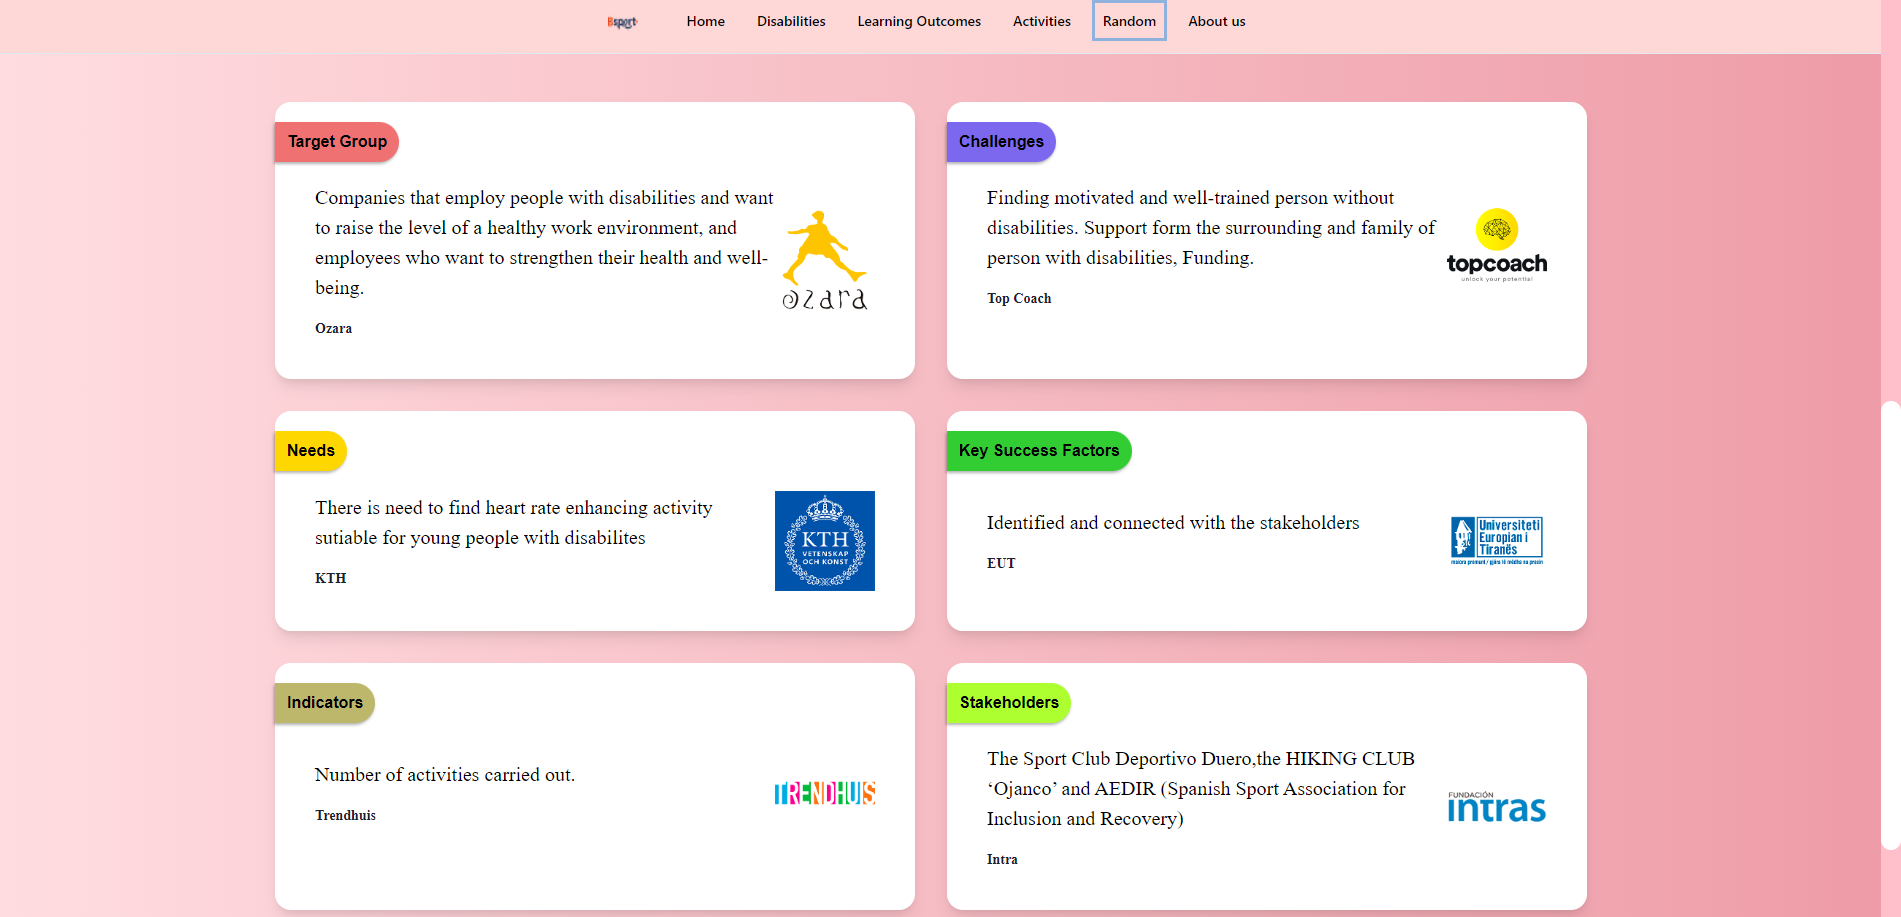 Bsport
Home
Disabilities
Learning Outcomes
Activities
Random
About us
Target Group
Companies that employ people with disabilities and want
to raise the level of a healthy work environment, and
employees who want to strengthen their health and well-
being.
Ozara
ozara
Challenges
Finding motivated and well-trained person without
disabilities. Support form the surrounding and family of
person with disabilities, Funding.
Top Coach
topcoach
unlock your potential
Needs
There is need to find heart rate enhancing activity
sutiable for young people with disabilites
KTH
KTH
VETENSKAP
OCH KONST
Key Success Factors
Identified and connected with the stakeholders
EUT
Universiteti
Europian i
Tiranës
Indicators
Number of activities carried out.
Trendhuis
TRENDHUIS
Stakeholders
The Sport Club Deportivo Duero,the HIKING CLUB
‘Ojanco’ and AEDIR (Spanish Sport Association for
Inclusion and Recovery)
Intra
FUNDACIÓN
intras